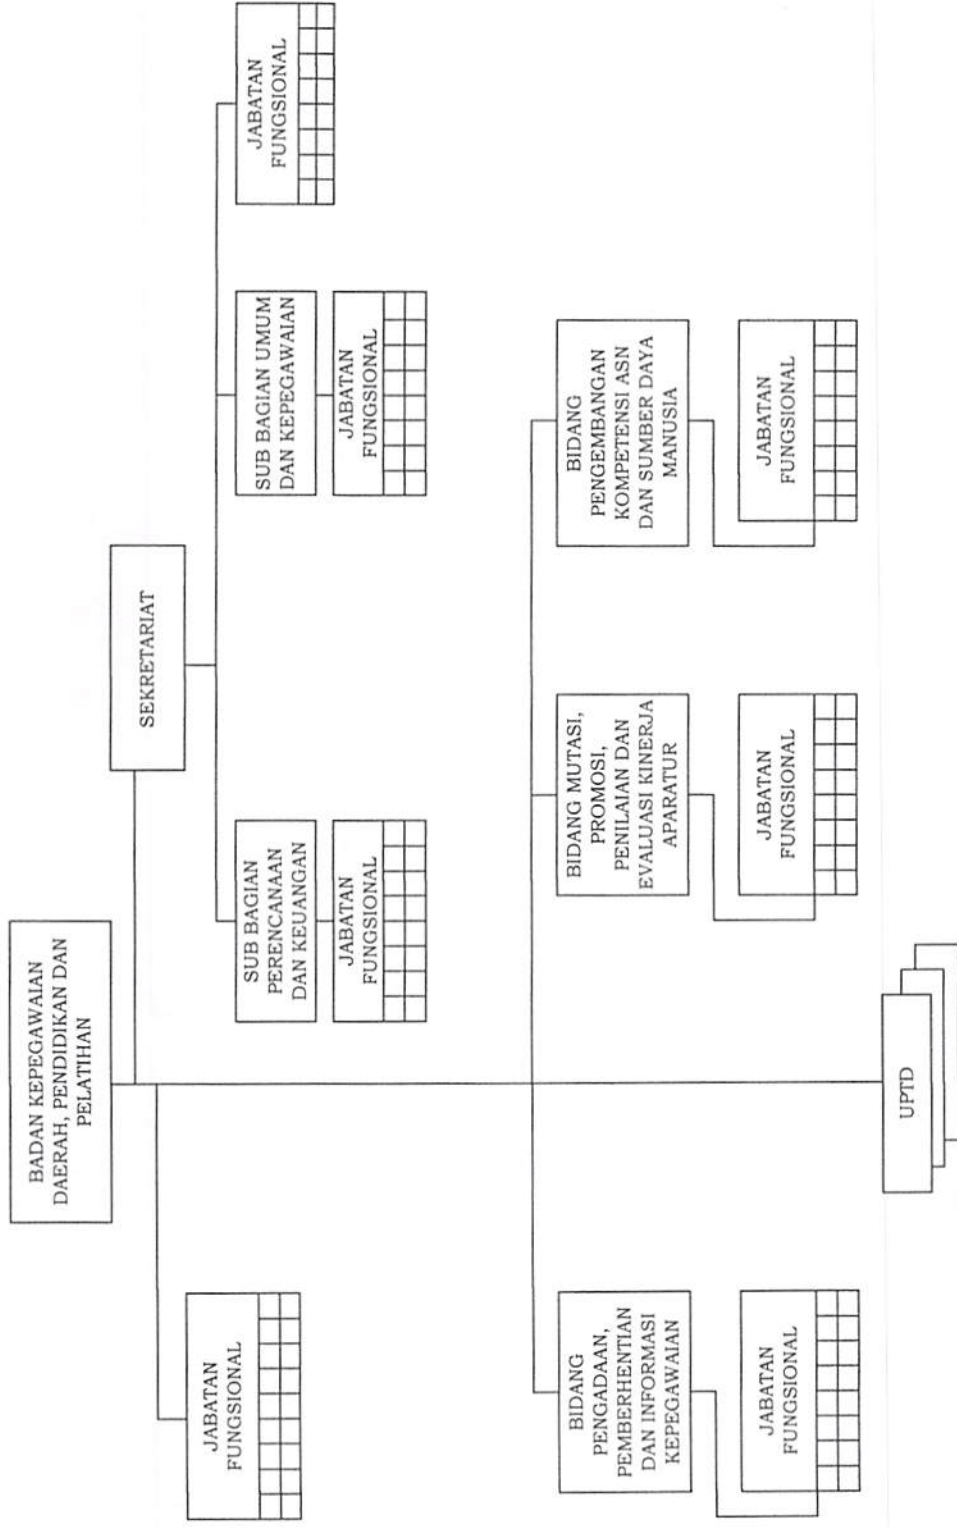 BADAN KEPEGAWAIAN
DAERAH, PENDIDIKAN DAN
PELATIHAN
SEKRETARIAT
JABATAN
FUNGSIONAL
SUB BAGIAN
PERENCANAAN
DAN KEUANGAN
JABATAN
FUNGSIONAL
SUB BAGIAN UMUM
DAN KEPEGAWAIAN
JABATAN
FUNGSIONAL
JABATAN
FUNGSIONAL
BIDANG
PENGADAAN,
PEMBERHENTIAN
DAN INFORMASI
KEPEGAWAIAN
JABATAN
FUNGSIONAL
BIDANG MUTASI,
PROMOSI,
PENILAIAN DAN
EVALUASI KINERJA
APARATUR
JABATAN
FUNGSIONAL
BIDANG
PENGEMBANGAN
KOMPETENSI ASN
DAN SUMBER DAYA
MANUSIA
JABATAN
FUNGSIONAL
UPTD